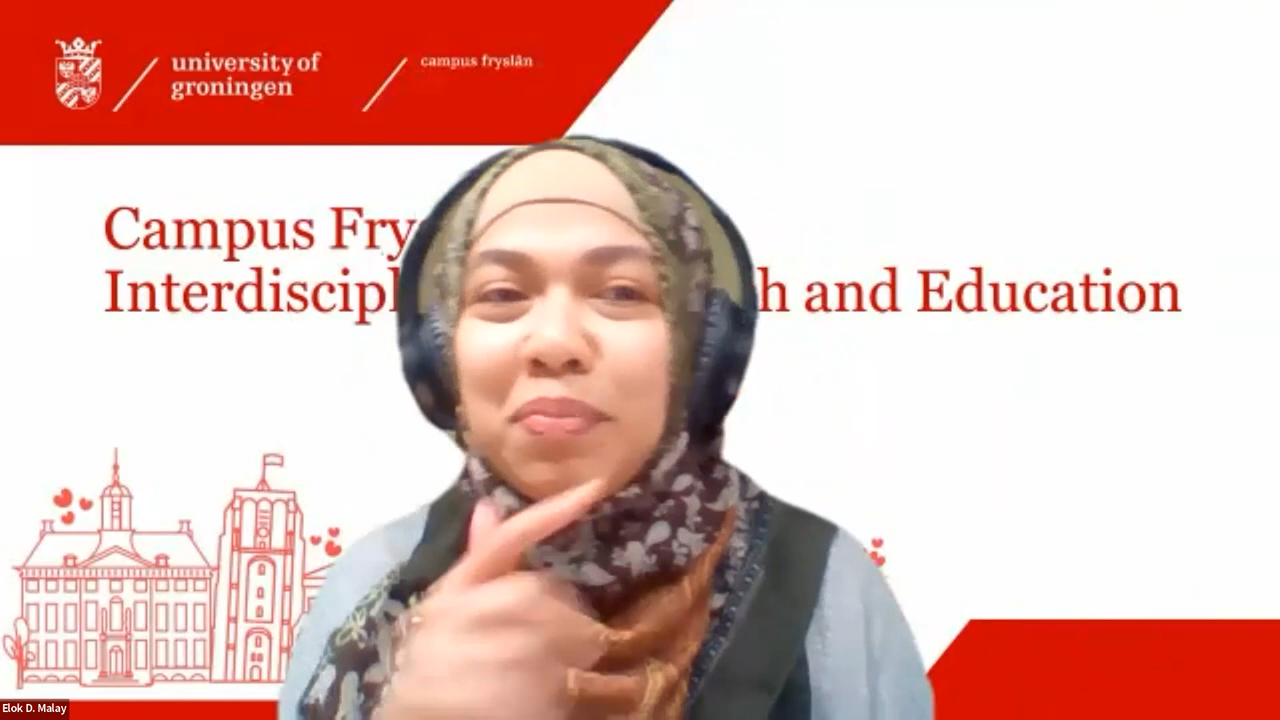 university of
groningen
campus fryslân
Campus Fry
Interdiscipl h and Education
Elok D. Malay